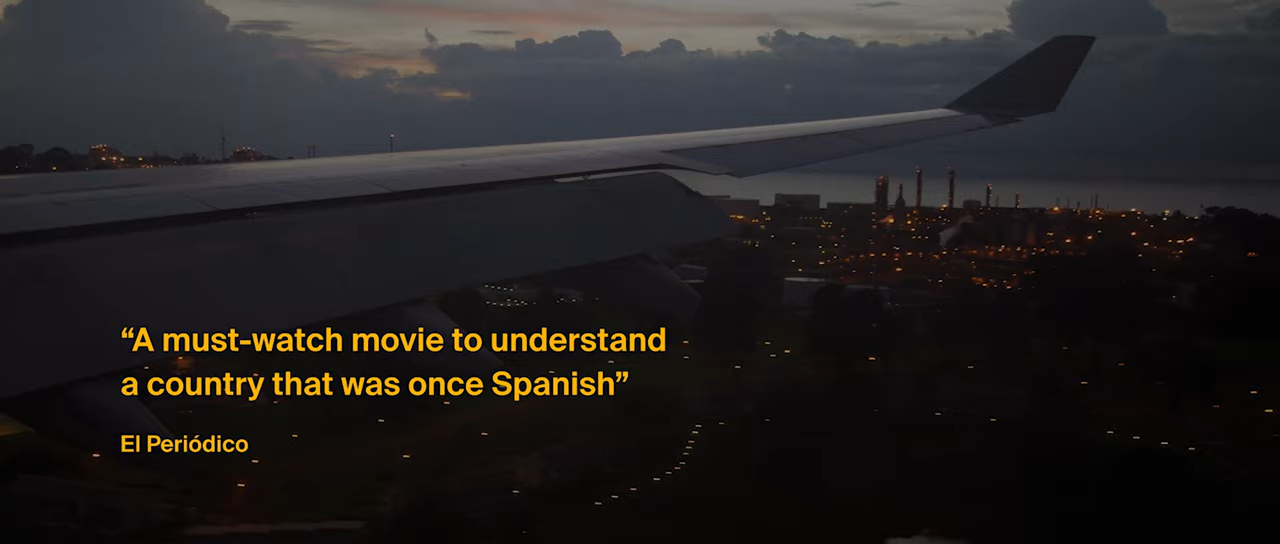 “A must-watch movie to understand
a country that was once Spanish”
El Periódico